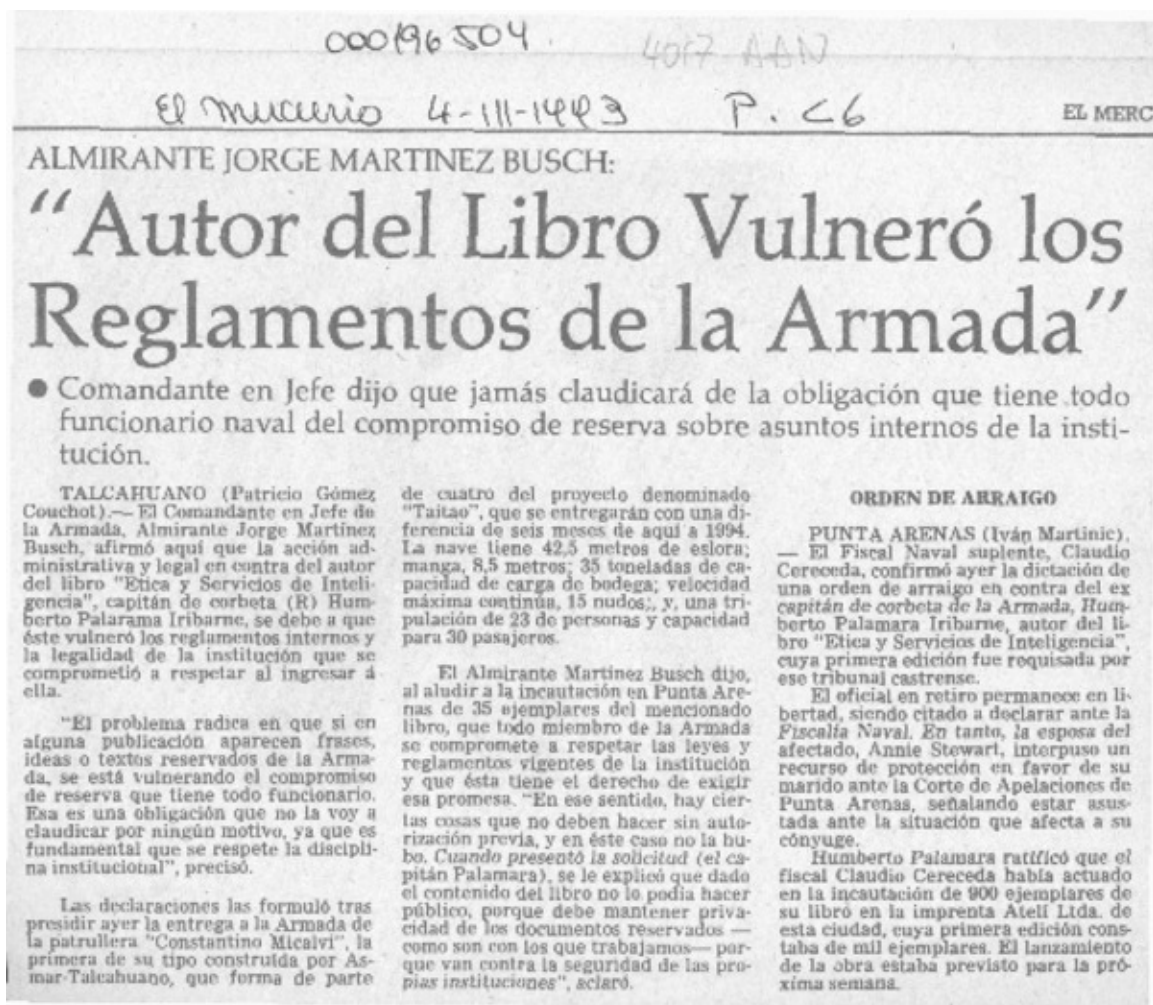 000196504
4017 AAN
El Mercurio 4-III-1993 P. C6
EL MERC
ALMIRANTE JORGE MARTINEZ BUSCH:
“Autor del Libro Vulneró los
Reglamentos de la Armada”
● Comandante en Jefe dijo que jamás claudicará de la obligación que tiene todo
funcionario naval del compromiso de reserva sobre asuntos internos de la insti-
tución.
TALCAHUANO (Patricio Gómez
Couchot).— El Comandante en Jefe de
la Armada, Almirante Jorge Martínez
Busch, afirmó aquí que la acción ad-
ministrativa y legal en contra del autor
del libro "Etica y Servicios de Inteli-
gencia", capitán de corbeta (R) Hum-
berto Palarama Iribarne, se debe a que
éste vulneró los reglamentos internos y
la legalidad de la institución que se
comprometió a respetar al ingresar á
ella.
"El problema radica en que si en
alguna publicación aparecen frases,
ideas o textos reservados de la Arma-
da, se está vulnerando el compromiso
de reserva que tiene todo funcionario.
Esa es una obligación que no la voy a
claudicar por ningún motivo, ya que es
fundamental que se respete la discipli-
na institucional", precisó.
Las declaraciones las formuló tras
presidir ayer la entrega a la Armada de
la patrullera "Constantino Micalvi", la
primera de su tipo construida por As-
mar-Talcahuano, que forma de parte
de cuatro del proyecto denominado
"Taitao", que se entregarán con una di-
ferencia de seis meses de aquí a 1994.
La nave tiene 42,5 metros de eslora;
manga, 8,5 metros; 35 toneladas de ca-
pacidad de carga de bodega; velocidad
máxima continua, 15 nudos;, y, una tri-
pulación de 23 de personas y capacidad
para 30 pasajeros.
El Almirante Martínez Busch dijo,
al aludir a la incautación en Punta Are-
nas de 35 ejemplares del mencionado
libro, que todo miembro de la Armada
se compromete a respetar las leyes y
reglamentos vigentes de la institución
y que ésta tiene el derecho de exigir
esa promesa. "En ese sentido, hay cier-
tas cosas que no deben hacer sin auto-
rización previa, y en éste caso no la hu-
bo. Cuando presentó la solicitud (el ca-
pitán Palamara), se le explicó que dado
el contenido del libro no lo podía hacer
público, porque debe mantener priva-
cidad de los documentos reservados —
como son con los que trabajamos— por-
que van contra la seguridad de las pro-
pias instituciones", aclaró.
ORDEN DE ARRAIGO
PUNTA ARENAS (Iván Martinic).
— El Fiscal Naval suplente, Claudio
Cereceda, confirmó ayer la dictación de
una orden de arraigo en contra del ex
capitán de corbeta de la Armada, Hum-
berto Palamara Iribarne, autor del li-
bro "Etica y Servicios de Inteligencia",
cuya primera edición fue requisada por
ese tribunal castrense.
El oficial en retiro permanece en li-
bertad, siendo citado a declarar ante la
Fiscalía Naval. En tanto, la esposa del
afectado, Annie Stewart, interpuso un
recurso de protección en favor de su
marido ante la Corte de Apelaciones de
Punta Arenas, señalando estar asus-
tada ante la situación que afecta a su
cónyuge.
Humberto Palamara ratificó que el
fiscal Claudio Cereceda había actuado
en la incautación de 900 ejemplares de
su libro en la imprenta Atelí Ltda. de
esta ciudad, cuya primera edición cons-
taba de mil ejemplares. El lanzamiento
de la obra estaba previsto para la pró-
xima semana.